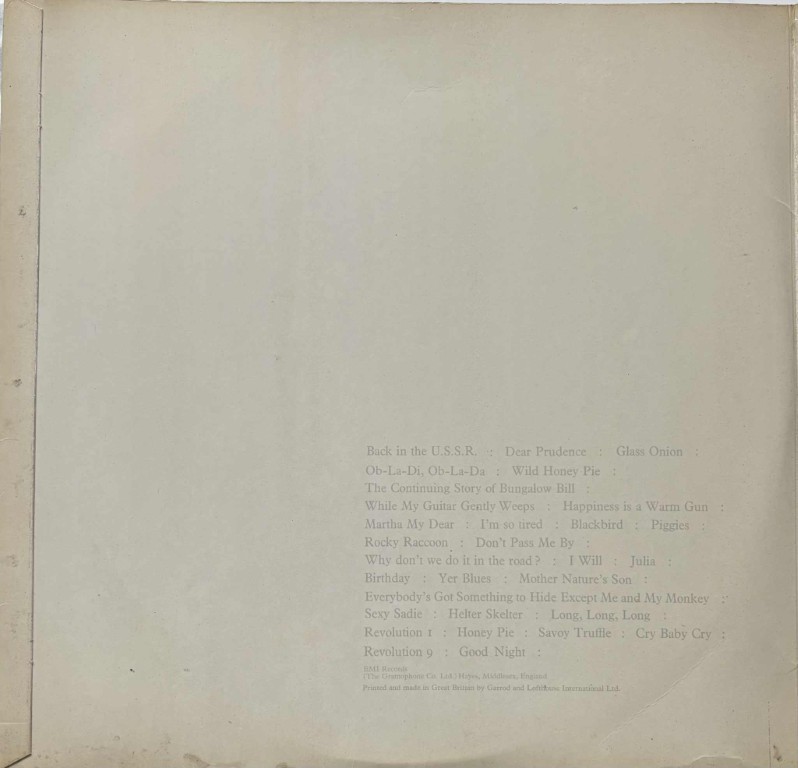 Back in the U.S.S.R. : Dear Prudence : Glass Onion :
Ob-La-Di, Ob-La-Da : Wild Honey Pie :
The Continuing Story of Bungalow Bill :
While My Guitar Gently Weeps : Happiness is a Warm Gun :
Martha My Dear : I'm so tired : Blackbird : Piggies :
Rocky Raccoon : Don't Pass Me By :
Why don't we do it in the road? : I Will : Julia :
Birthday : Yer Blues : Mother Nature's Son :
Everybody's Got Something to Hide Except Me and My Monkey :
Sexy Sadie : Helter Skelter : Long, Long, Long :
Revolution 1 : Honey Pie : Savoy Truffle : Cry Baby Cry :
Revolution 9 : Good Night :
EMI Records
(The Gramophone Co. Ltd.) Hayes, Middlesex, England
Printed and made in Great Britain by Garrod and Lofthouse International Ltd.